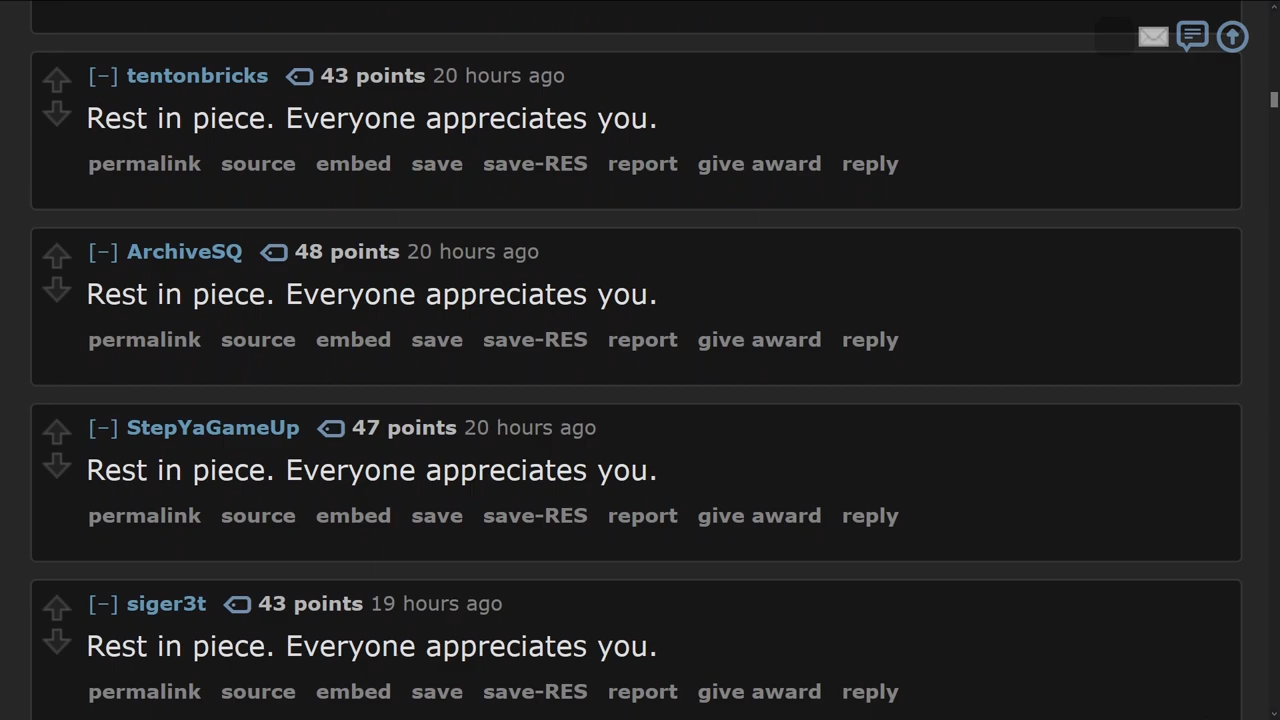 [−] tentonbricks 43 points 20 hours ago
Rest in piece. Everyone appreciates you.
permalink source embed save save-RES report give award reply
[−] ArchiveSQ 48 points 20 hours ago
Rest in piece. Everyone appreciates you.
permalink source embed save save-RES report give award reply
[−] StepYaGameUp 47 points 20 hours ago
Rest in piece. Everyone appreciates you.
permalink source embed save save-RES report give award reply
[−] siger3t 43 points 19 hours ago
Rest in piece. Everyone appreciates you.
permalink source embed save save-RES report give award reply